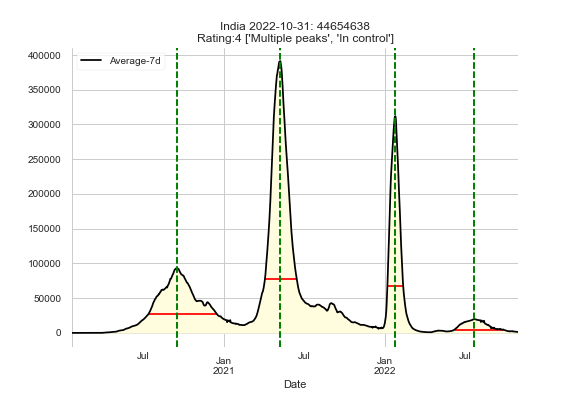 India 2022-10-31: 44654638
Rating:4 ['Multiple peaks', 'In control']
Average-7d
400000
350000
300000
250000
200000
150000
100000
50000
0
Jul
Jan
2021
Jul
Jan
2022
Jul
Date